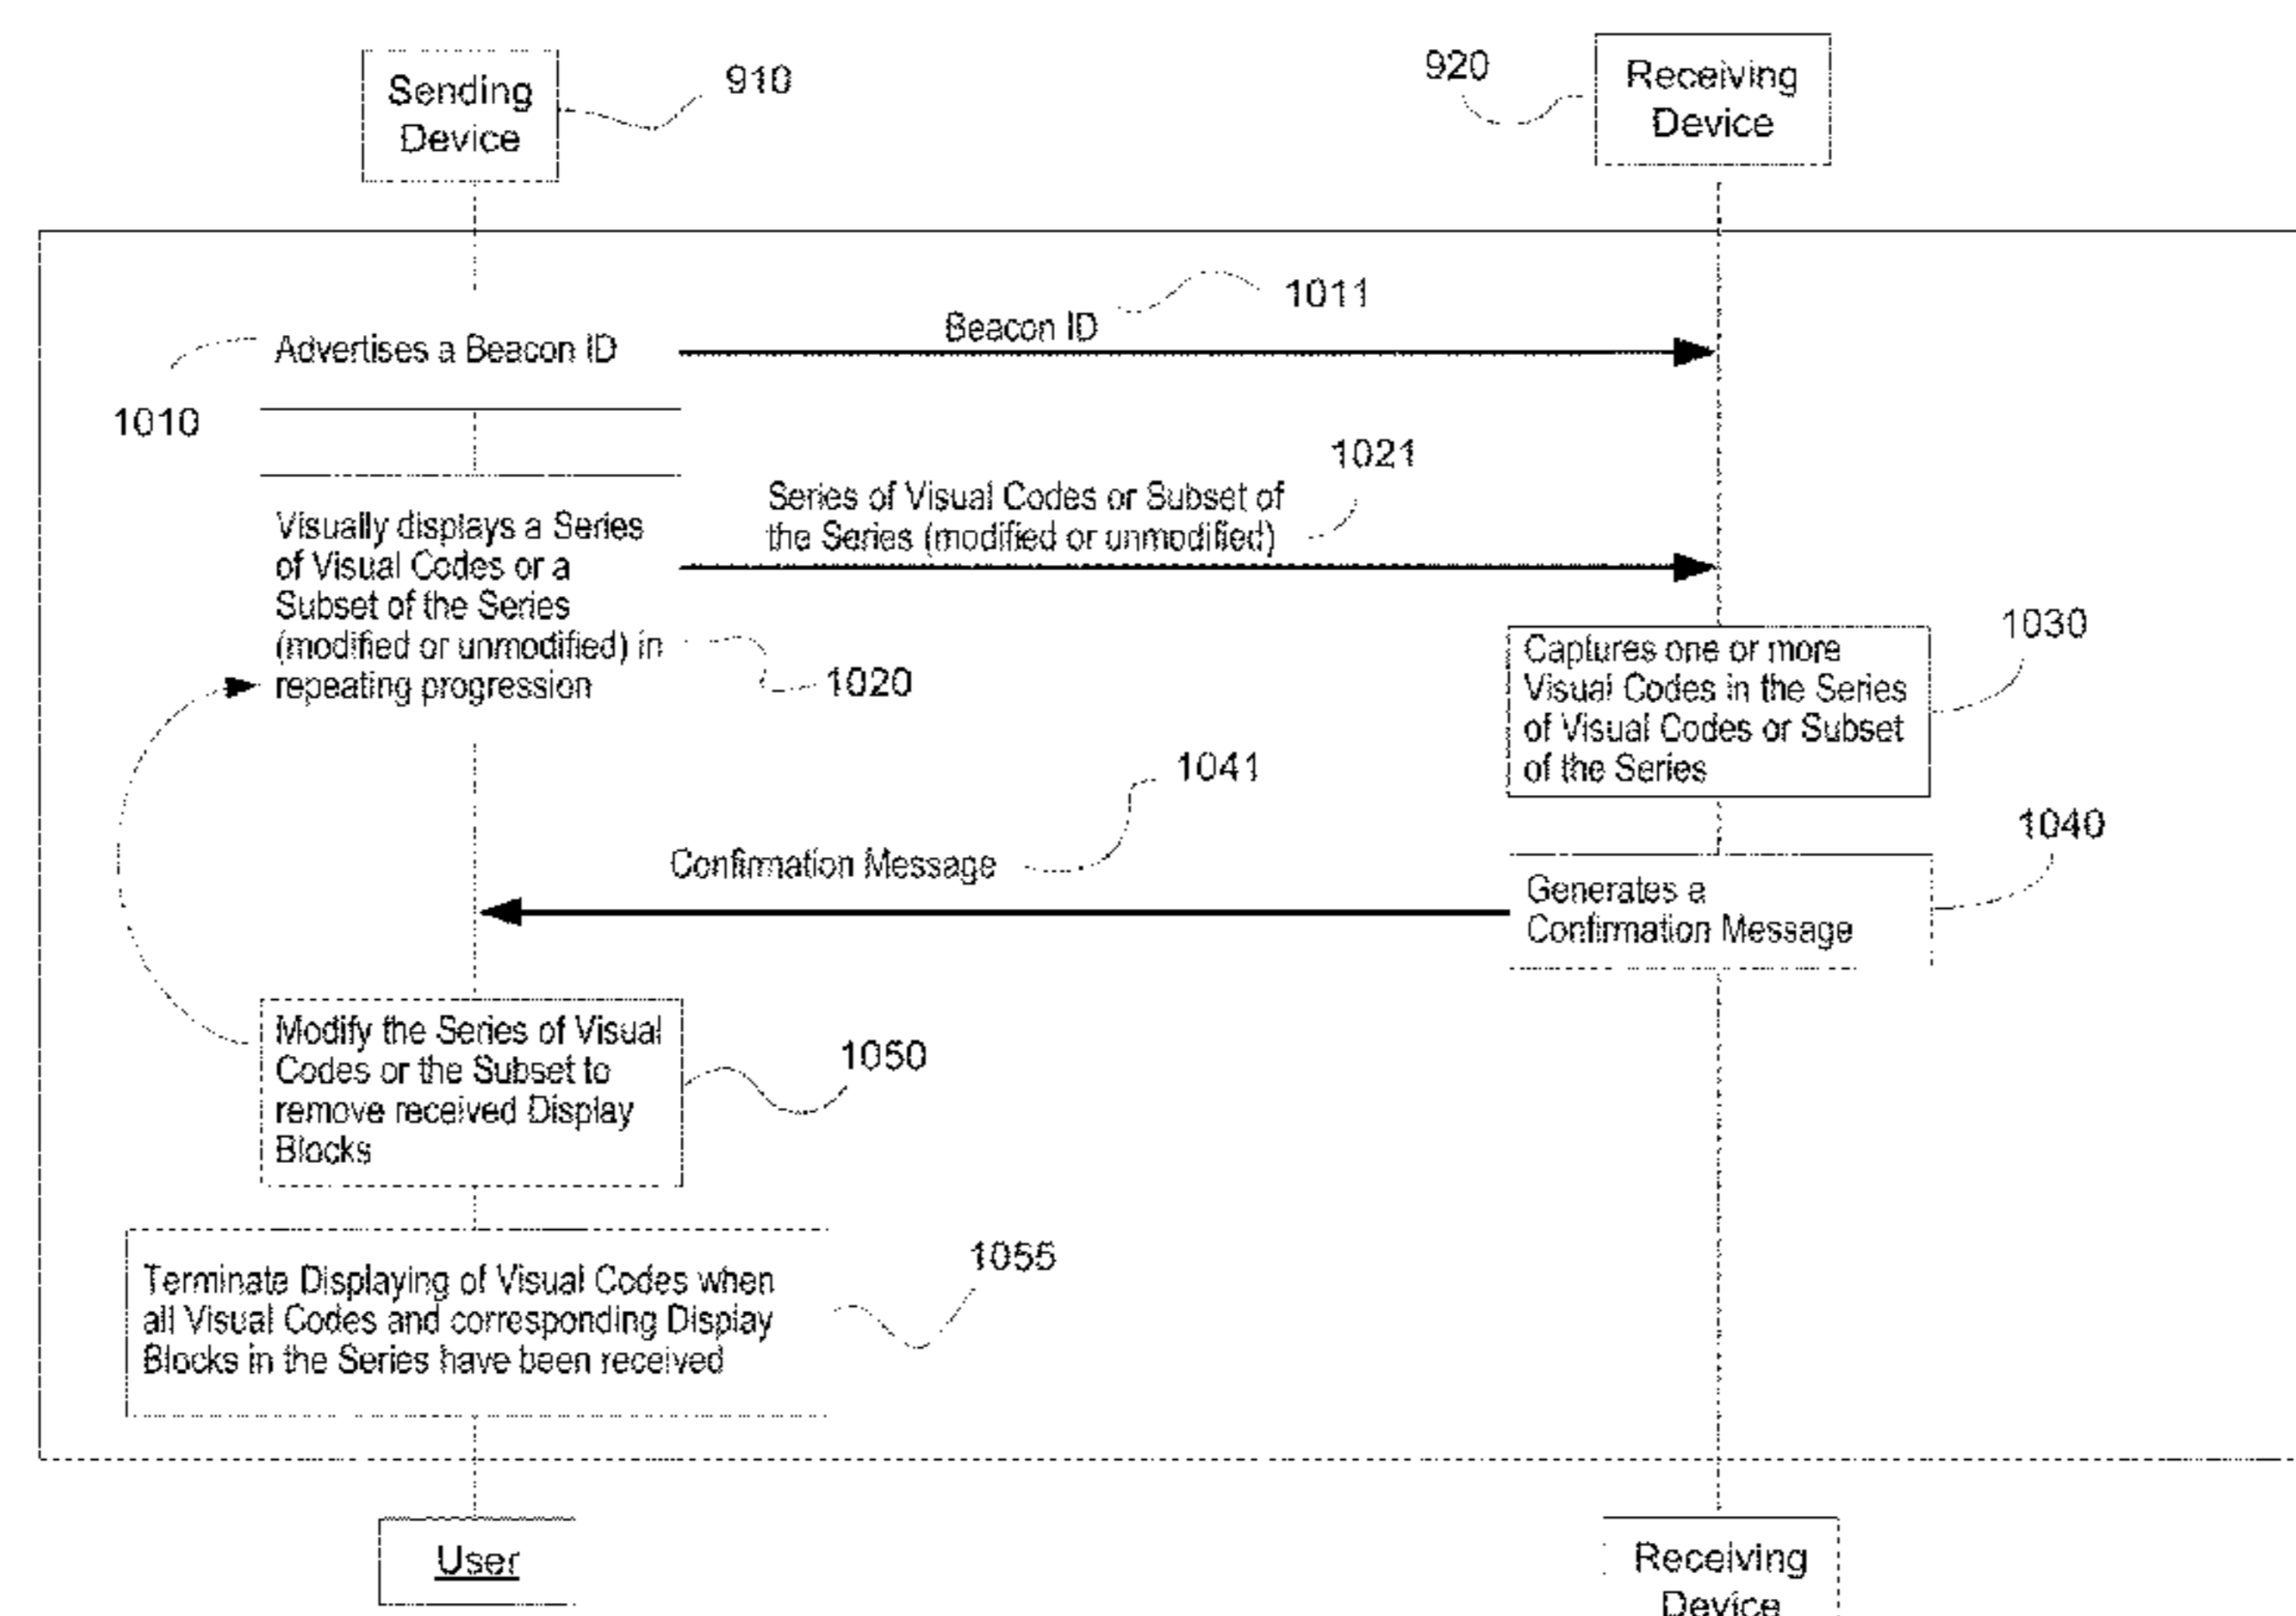 Sending
Device
910
920
Receiving
Device
1011
Beacon ID
Advertises a Beacon ID
1010
1021
Series of Visual Codes or Subset of
the Series (modified or unmodified)
Visually displays a Series
of Visual Codes or a
Subset of the Series
(modified or unmodified) in
repeating progression
1020
1030
Captures one or more
Visual Codes in the Series
of Visual Codes or Subset
of the Series
1041
Confirmation Message
1040
Generates a
Confirmation Message
Modify the Series of Visual
Codes or the Subset to
remove received Display
Blocks
1050
1055
Terminate Displaying of Visual Codes when
all Visual Codes and corresponding Display
Blocks in the Series have been received
User
Receiving
Device